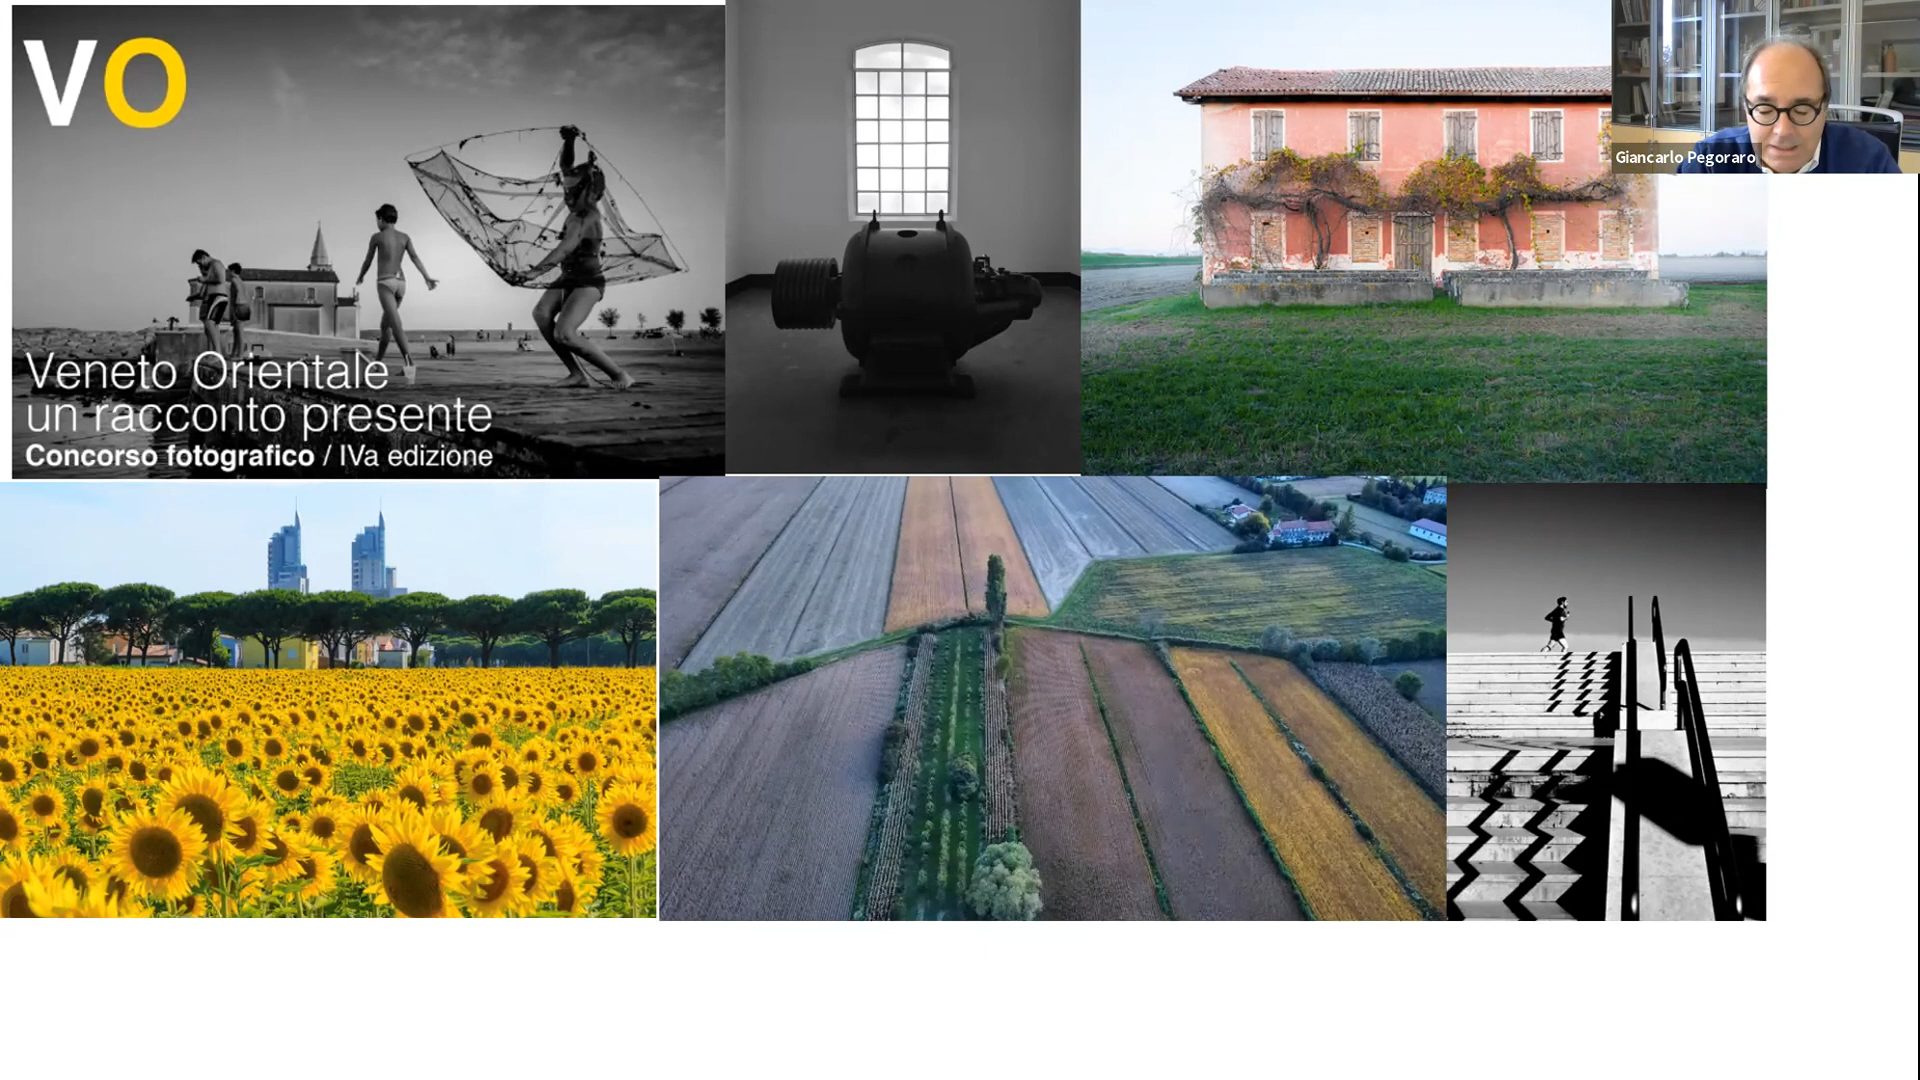 VO
Veneto Orientale
un racconto presente
Concorso fotografico / IVa edizione
Giancarlo Pegoraro